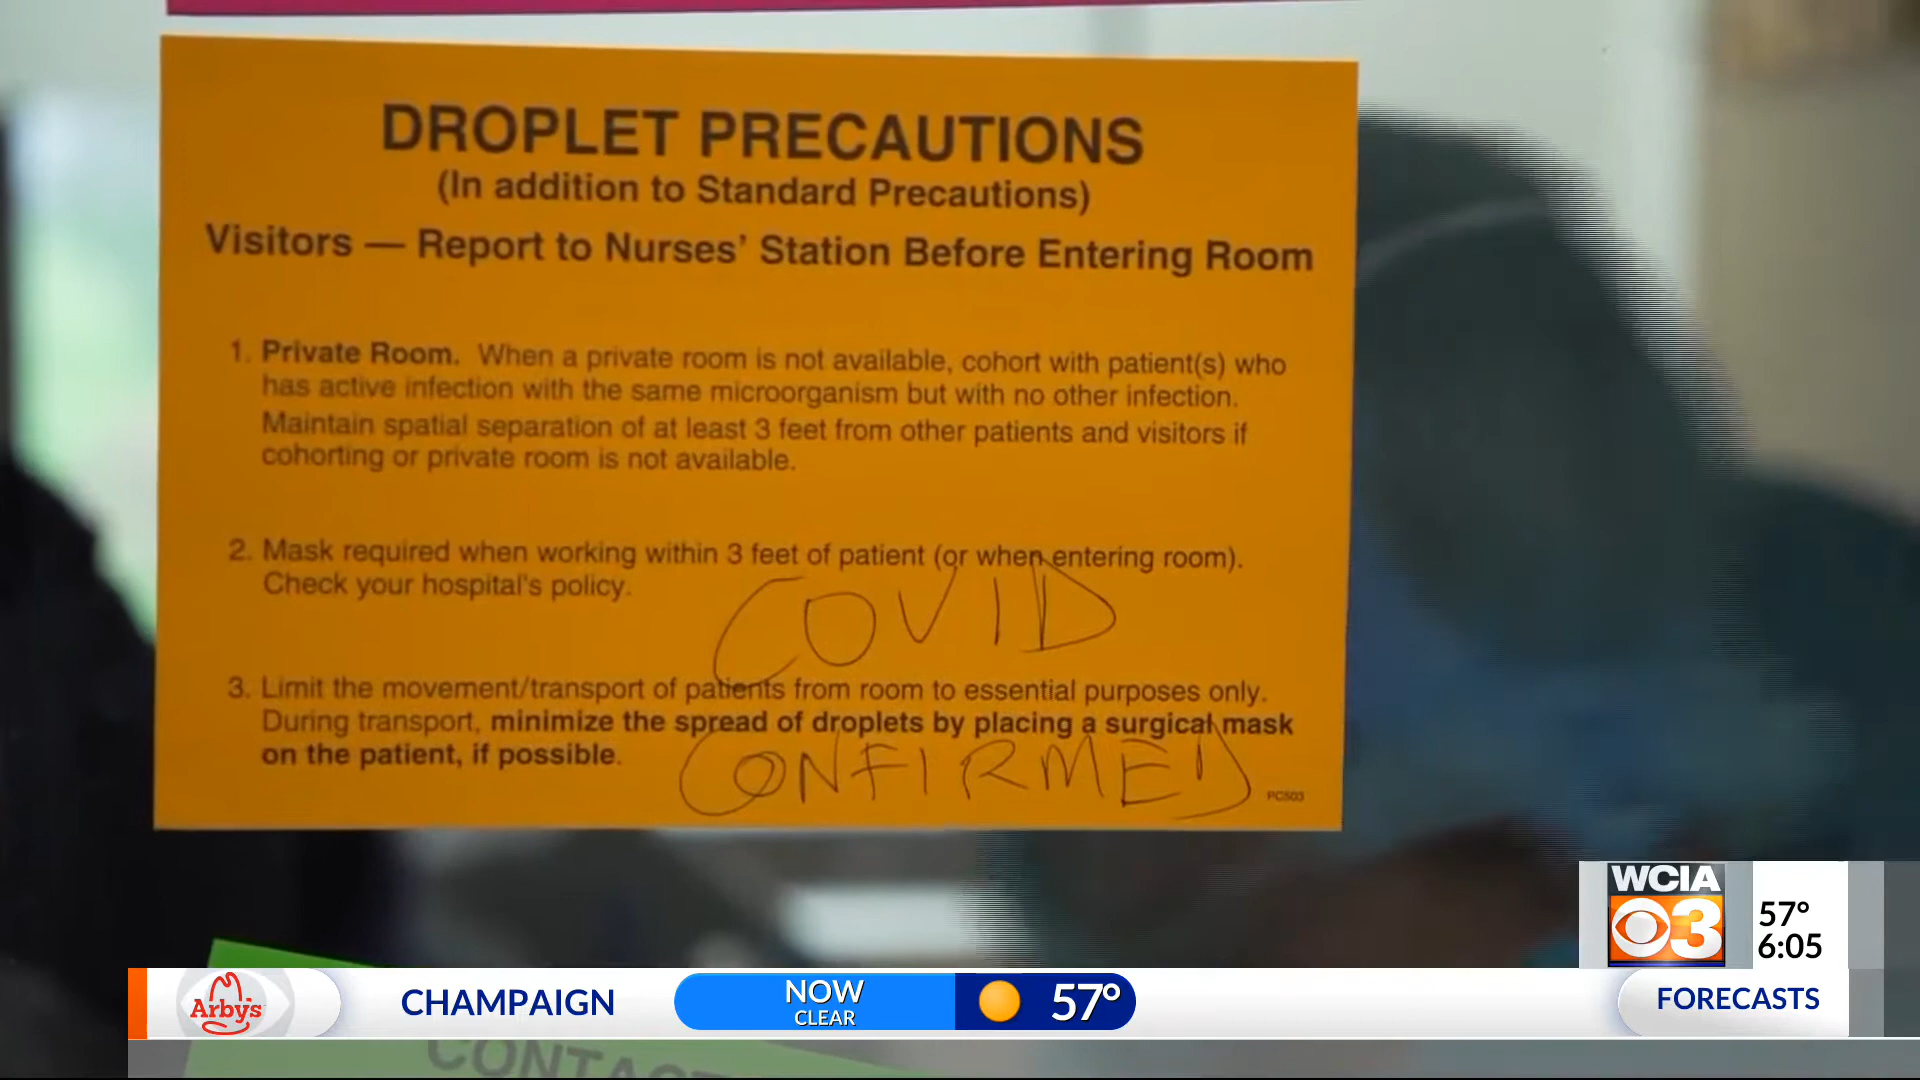 DROPLET PRECAUTIONS
(In addition to Standard Precautions)
Visitors — Report to Nurses' Station Before Entering Room
1. Private Room. When a private room is not available, cohort with patient(s) who
has active infection with the same microorganism but with no other infection.
Maintain spatial separation of at least 3 feet from other patients and visitors if
cohorting or private room is not available.
2. Mask required when working within 3 feet of patient (or when entering room).
Check your hospital's policy.
COVID
3. Limit the movement/transport of patients from room to essential purposes only.
During transport, minimize the spread of droplets by placing a surgical mask
on the patient, if possible.
CONFIRMED
PC503
WCIA
3
57°
6:05
Arby's
CHAMPAIGN
NOW
CLEAR
57°
FORECASTS
CONTACT